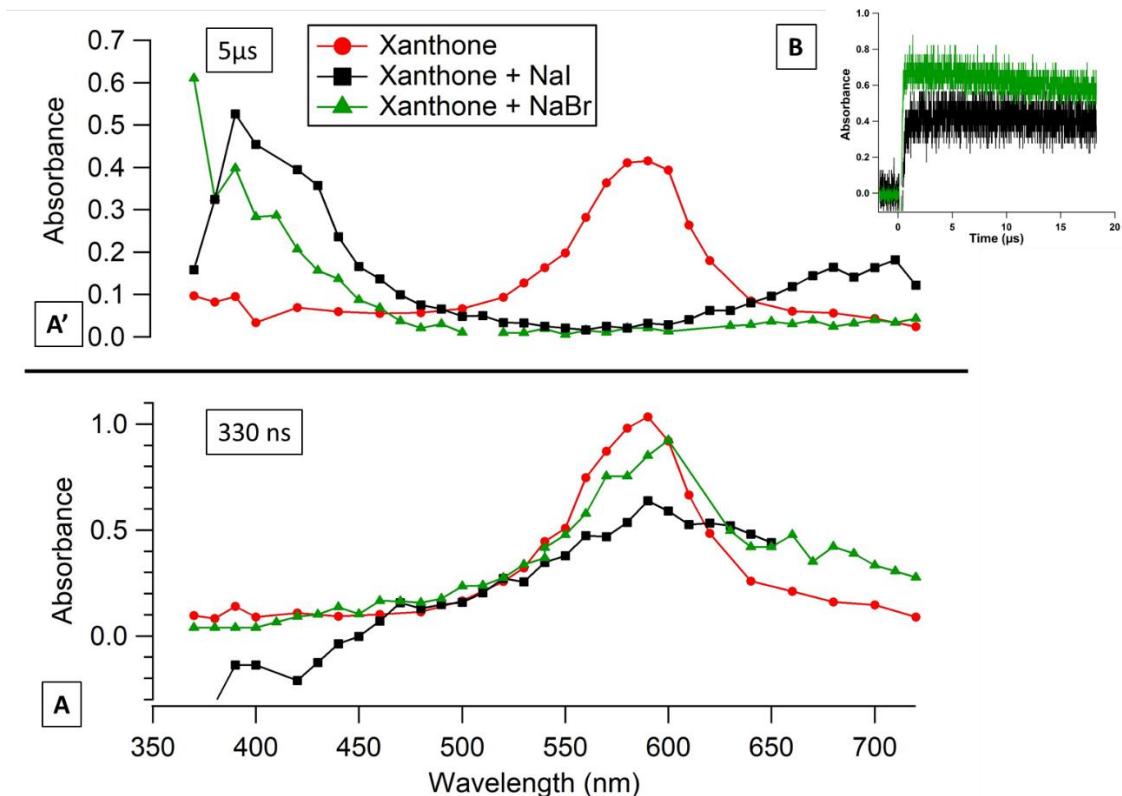 5µs
Xanthone
Xanthone + NaI
Xanthone + NaBr
0.7
0.6
0.5
0.4
0.3
0.2
0.1
0.0
Absorbance
A'
B
1.0
0.8
0.6
0.4
0.2
0.0
Absorbance
0 5 10 15 20
Time (µs)
330 ns
1.0
0.5
0.0
Absorbance
A
350 400 450 500 550 600 650 700
Wavelength (nm)